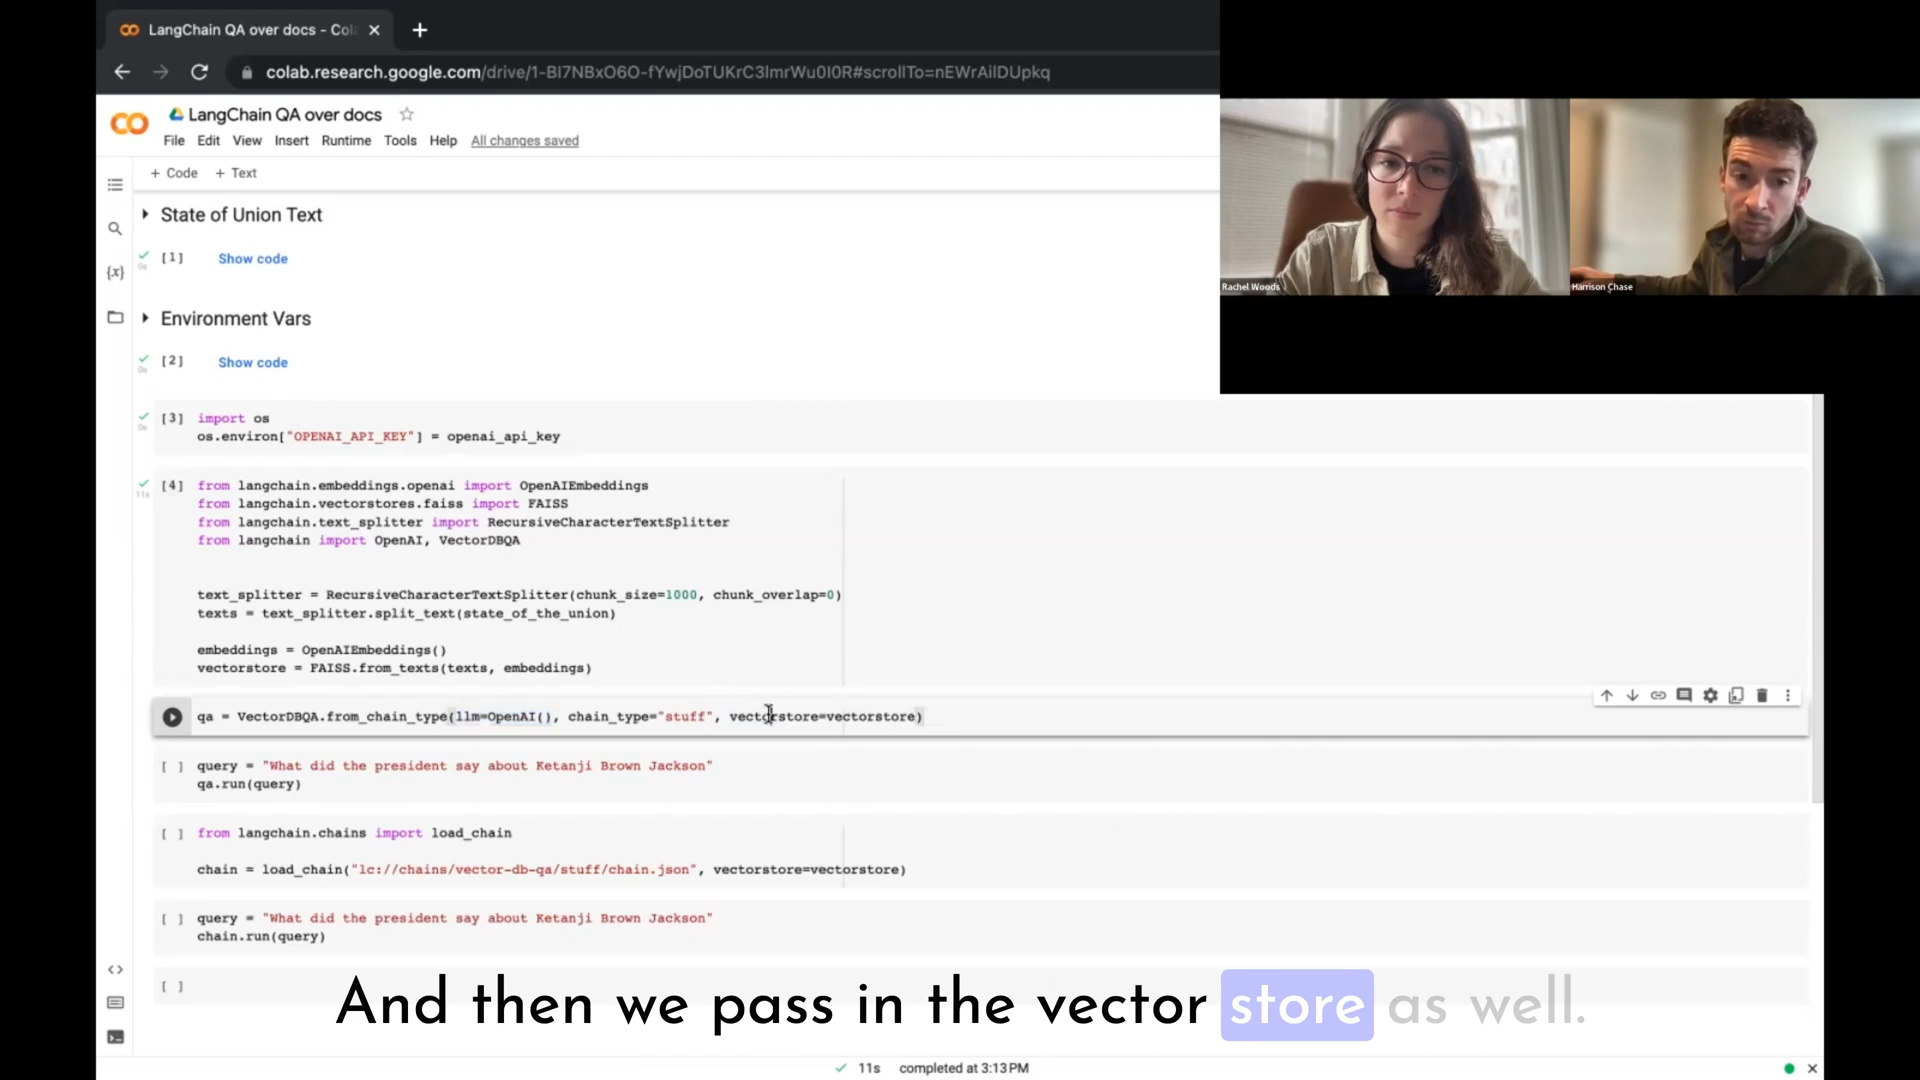 LangChain QA over docs - Col
colab.research.google.com/drive/1-BI7NBxO6O-fYwjDoTUKrC3lmrWu0I0R#scrollTo=nEWrAilDUpkq
LangChain QA over docs
File Edit View Insert Runtime Tools Help All changes saved
+ Code + Text
State of Union Text
[1] Show code
0s
Environment Vars
[2] Show code
0s
[3] import os
0s
os.environ["OPENAI_API_KEY"] = openai_api_key
[4] from langchain.embeddings.openai import OpenAIEmbeddings
11s
from langchain.vectorstores.faiss import FAISS
from langchain.text_splitter import RecursiveCharacterTextSplitter
from langchain import OpenAI, VectorDBQA
text_splitter = RecursiveCharacterTextSplitter(chunk_size=1000, chunk_overlap=0)
texts = text_splitter.split_text(state_of_the_union)
embeddings = OpenAIEmbeddings()
vectorstore = FAISS.from_texts(texts, embeddings)
qa = VectorDBQA.from_chain_type(llm=OpenAI(), chain_type="stuff", vectorstore=vectorstore)
[ ] query = "What did the president say about Ketanji Brown Jackson"
qa.run(query)
[ ] from langchain.chains import load_chain
chain = load_chain("lc://chains/vector-db-qa/stuff/chain.json", vectorstore=vectorstore)
[ ] query = "What did the president say about Ketanji Brown Jackson"
chain.run(query)
[ ]
11s completed at 3:13 PM
Rachel Woods
Harrison Chase
And then we pass in the vector store as well.